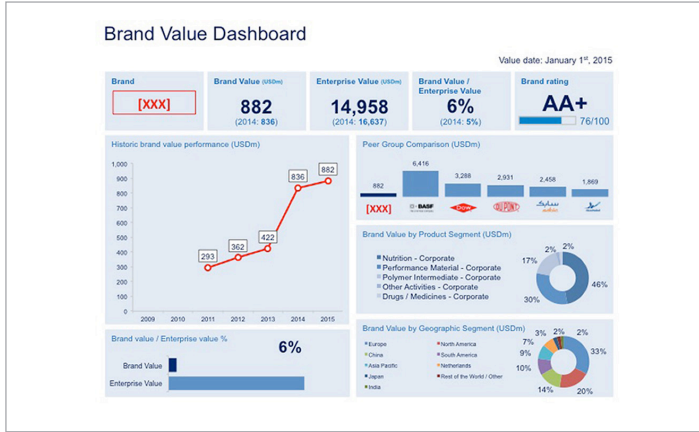 Brand Value Dashboard
Value date: January 1st, 2015
Brand
[XXX]
Brand Value (USDm)
882
(2014: 836)
Enterprise Value (USDm)
14,958
(2014: 16,637)
Brand Value /
Enterprise Value
6%
(2014: 5%)
Brand rating
AA+
76/100
Historic brand value performance (USDm)
1,000
900
800
700
600
500
400
300
200
100
0
293
362
422
836
882
2009 2010 2011 2012 2013 2014 2015
Brand value / Enterprise value %
6%
Brand Value
Enterprise Value
Peer Group Comparison (USDm)
882 6,416 3,288 2,931 2,458 1,869
[XXX] BASF Dow DUPONT سابك sabic
Brand Value by Product Segment (USDm)
Nutrition - Corporate
Performance Material - Corporate
Polymer Intermediate - Corporate
Other Activities - Corporate
Drugs / Medicines - Corporate
2% 2%
17%
46%
30%
Brand Value by Geographic Segment (USDm)
Europe North America
China South America
Asia Pacific Netherlands
Japan Rest of the World / Other
India
3% 2% 2%
7%
33%
9%
10%
14% 20%